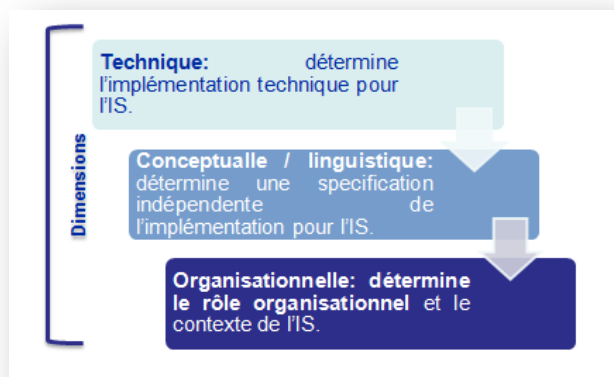 Dimensions
Technique: détermine
l'implémentation technique pour
l'IS.
Conceptualle / linguistique:
détermine une specification
indépendente de
l'implémentation pour l'IS.
Organisationnelle: détermine
le rôle organisationnel et le
contexte de l'IS.